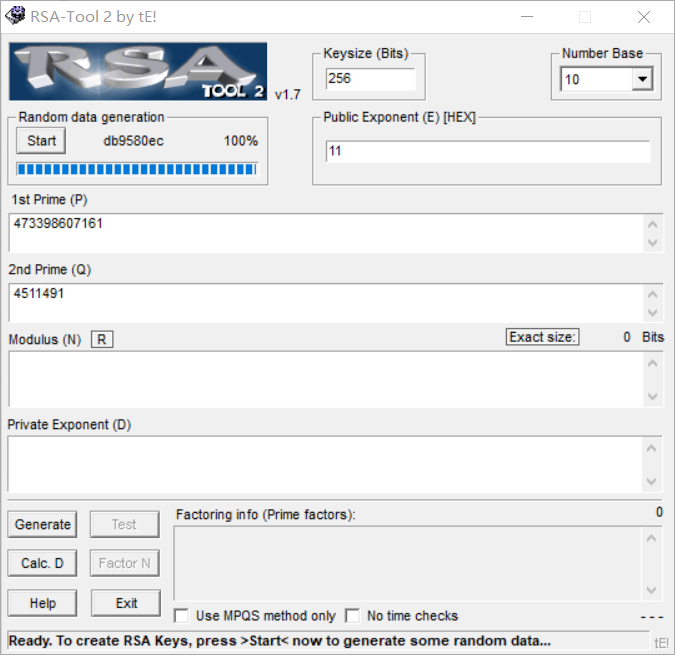 RSA-Tool 2 by tE!
RSA
TOOL 2
v1.7
Keysize (Bits)
256
Number Base
10
Random data generation
Start
db9580ec
100%
Public Exponent (E) [HEX]
11
1st Prime (P)
473398607161
2nd Prime (Q)
4511491
Modulus (N)
R
Exact size:
0
Bits
Private Exponent (D)
Generate
Test
Factoring info (Prime factors):
0
Calc. D
Factor N
Help
Exit
Use MPQS method only
No time checks
---
Ready. To create RSA Keys, press >Start< now to generate some random data...
tE!